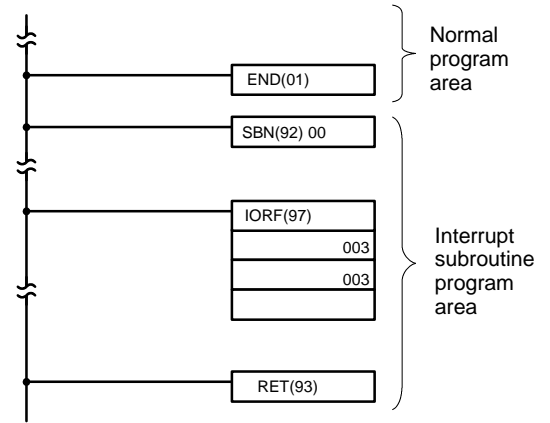 Normal
program
area
END(01)
SBN(92) 00
IORF(97)
003
003
Interrupt
subroutine
program
area
RET(93)